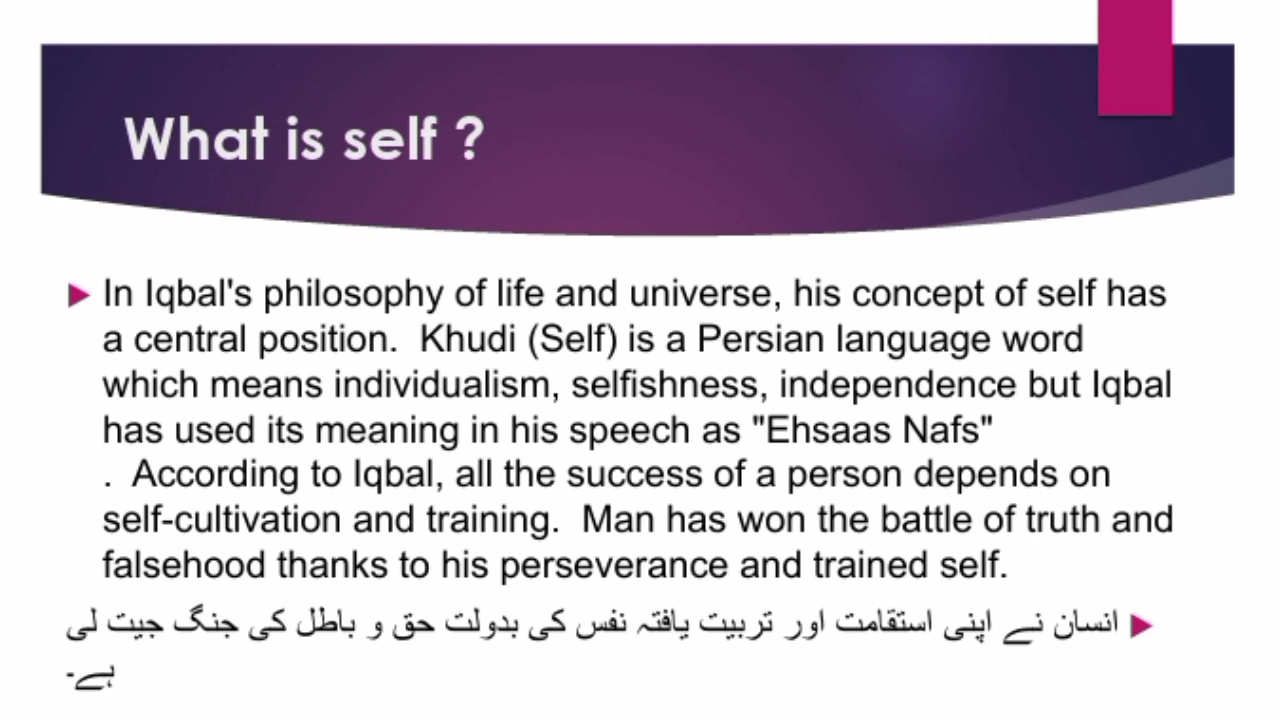 What is self ?
In Iqbal's philosophy of life and universe, his concept of self has
a central position.  Khudi (Self) is a Persian language word
which means individualism, selfishness, independence but Iqbal
has used its meaning in his speech as "Ehsaas Nafs"
.  According to Iqbal, all the success of a person depends on
self-cultivation and training.  Man has won the battle of truth and
falsehood thanks to his perseverance and trained self.
انسان نے اپنی استقامت اور تربیت یافتہ نفس کی بدولت حق و باطل کی جنگ جیت لی
ہے۔